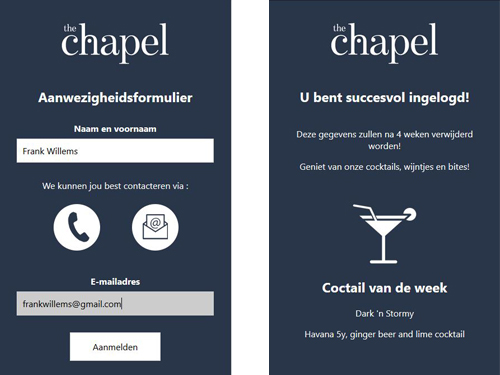 the
chapel
Aanwezigheidsformulier
Naam en voornaam
Frank Willems
We kunnen jou best contacteren via :
@
E-mailadres
frankwillems@gmail.com
Aanmelden
the
chapel
U bent succesvol ingelogd!
Deze gegevens zullen na 4 weken verwijderd
worden!
Geniet van onze cocktails, wijntjes en bites!
Coctail van de week
Dark 'n Stormy
Havana 5y, ginger beer and lime cocktail